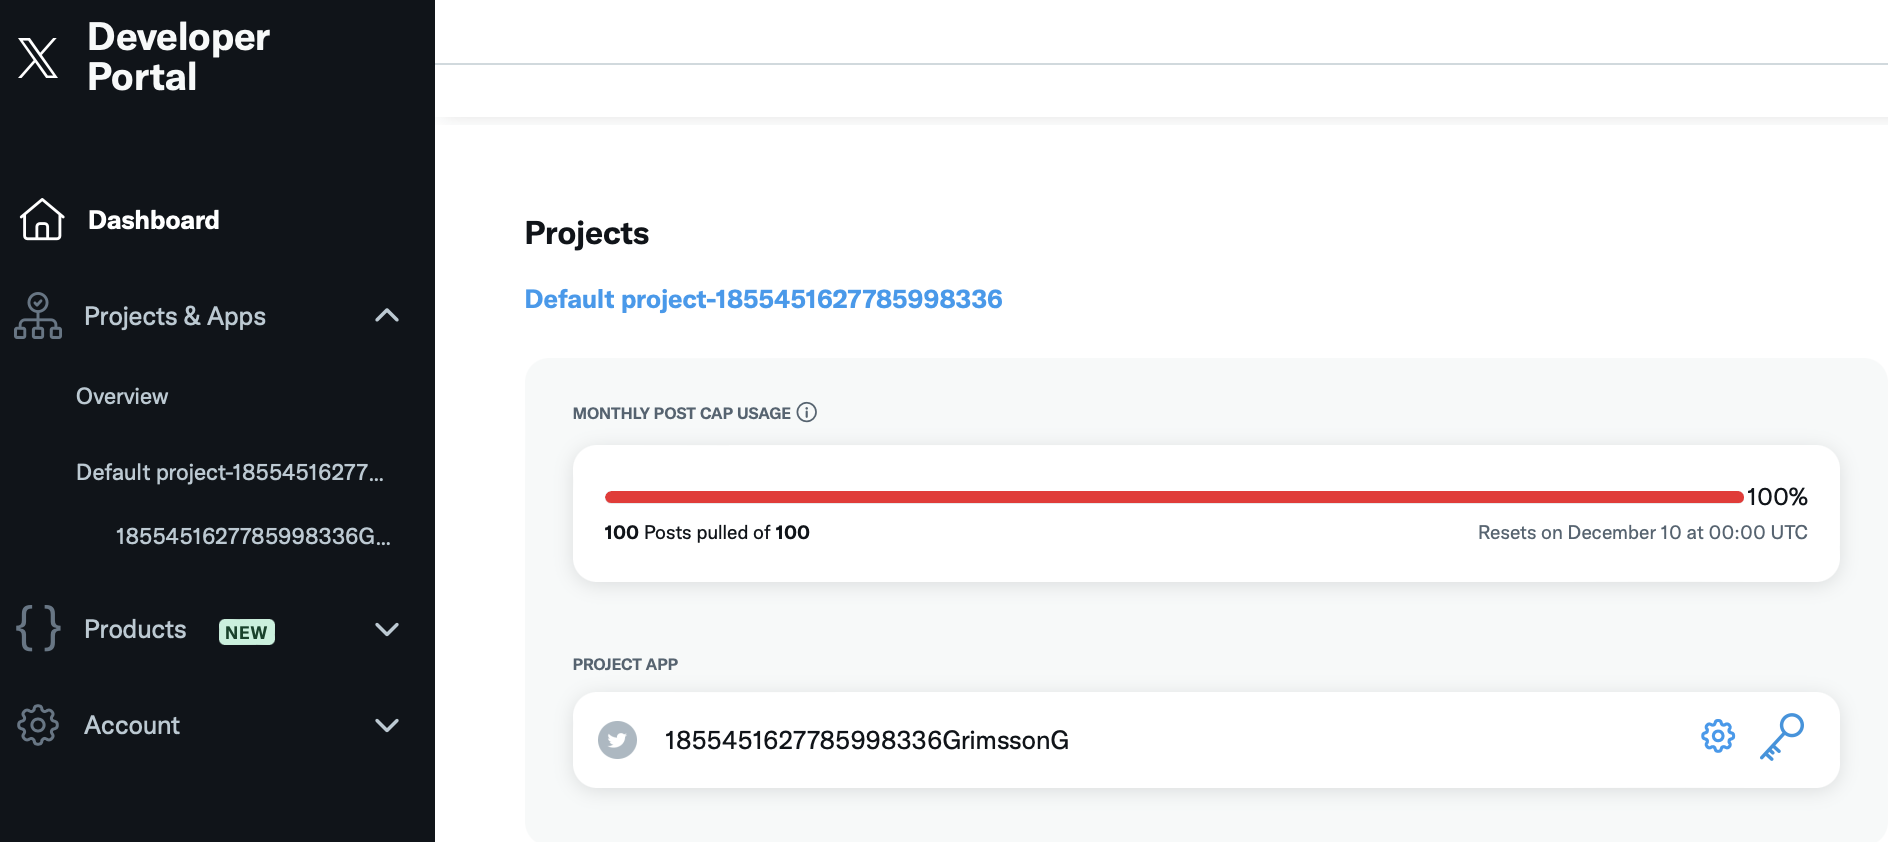 Developer
Portal
Dashboard
Projects & Apps
Overview
Default project-18554516277...
1855451627785998336G...
{ } Products NEW
Account
Projects
Default project-1855451627785998336
MONTHLY POST CAP USAGE
100%
100 Posts pulled of 100
Resets on December 10 at 00:00 UTC
PROJECT APP
1855451627785998336GrimssonG